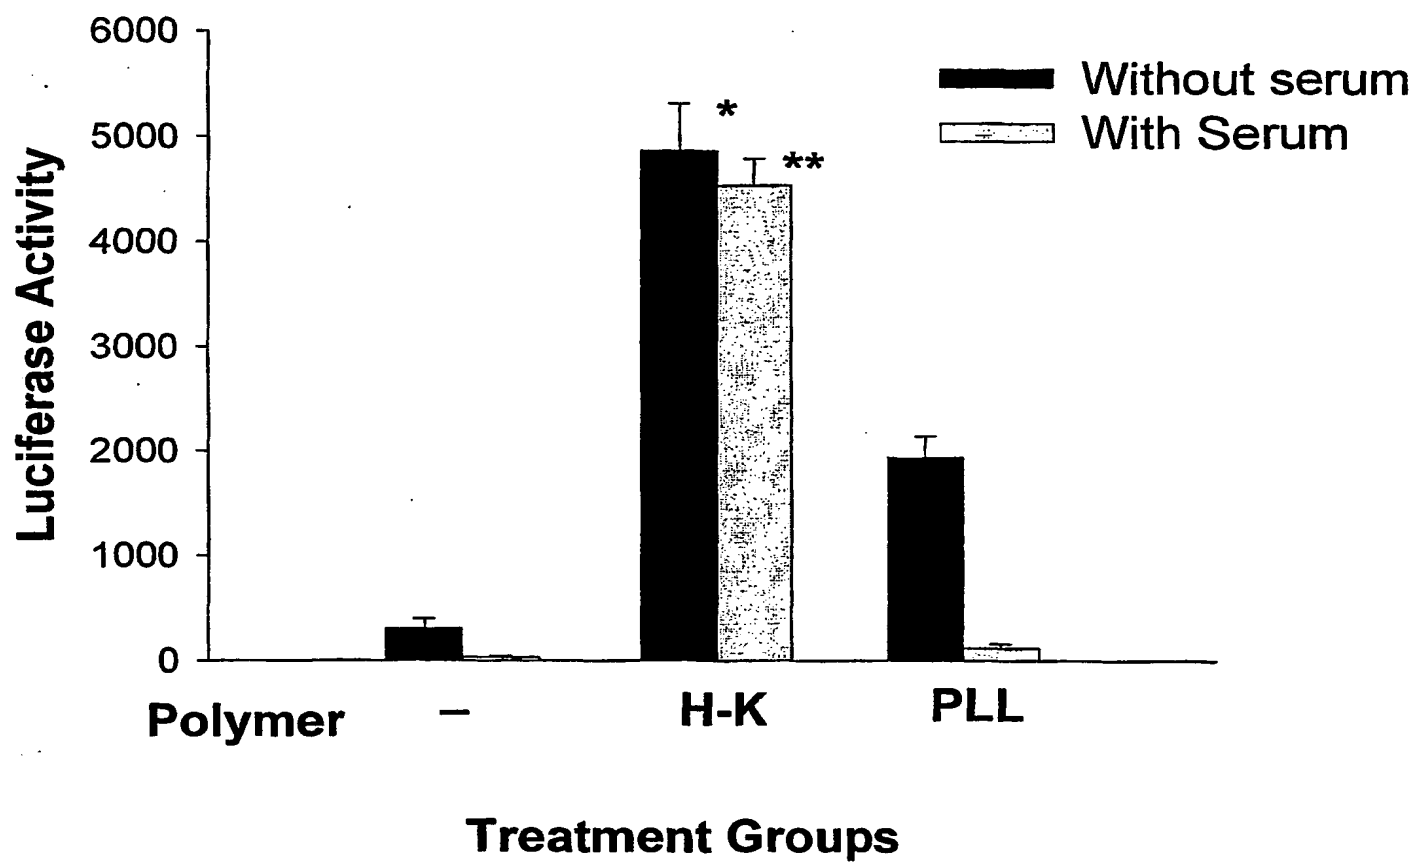 6000
5000
4000
3000
2000
1000
0
Luciferase Activity
Without serum
With Serum
*
**
Polymer – H-K PLL
Treatment Groups